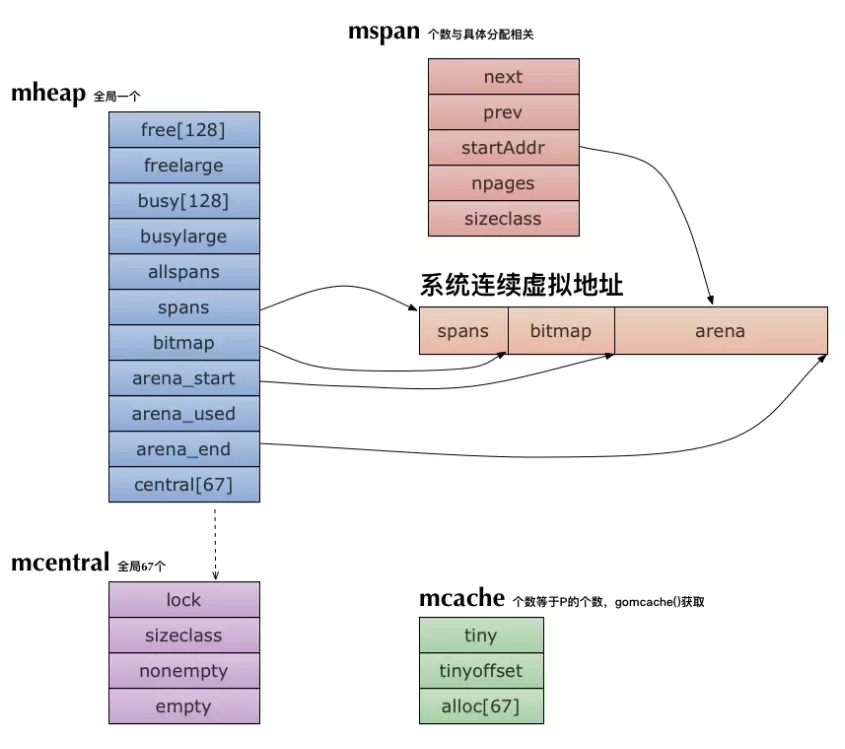 mspan 个数与具体分配相关
next
prev
startAddr
npages
sizeclass
mheap 全局一个
free[128]
freelarge
busy[128]
busylarge
allspans
spans
bitmap
arena_start
arena_used
arena_end
central[67]
系统连续虚拟地址
spans bitmap arena
mcentral 全局67个
lock
sizeclass
nonempty
empty
mcache 个数等于P的个数，gomcache()获取
tiny
tinyoffset
alloc[67]